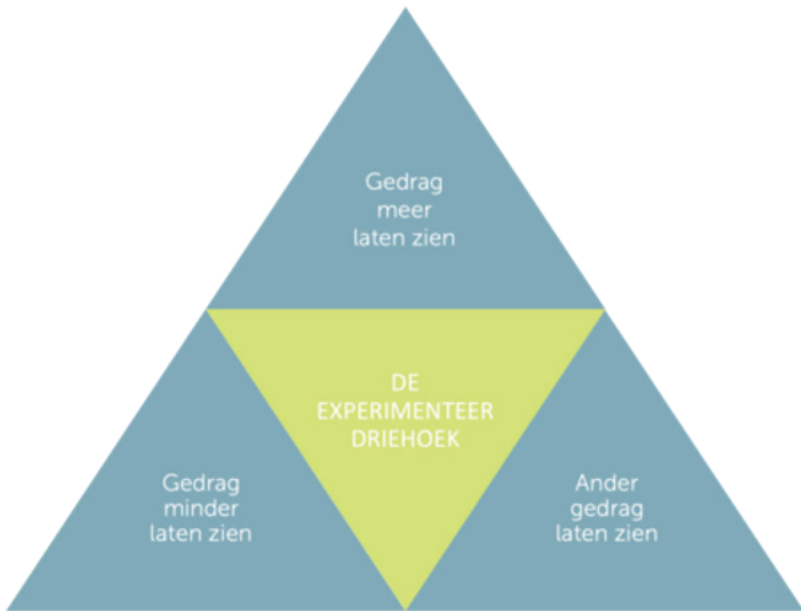 Gedrag
meer
laten zien
DE
EXPERIMENTEER
DRIEHOEK
Gedrag
minder
laten zien
Ander
gedrag
laten zien